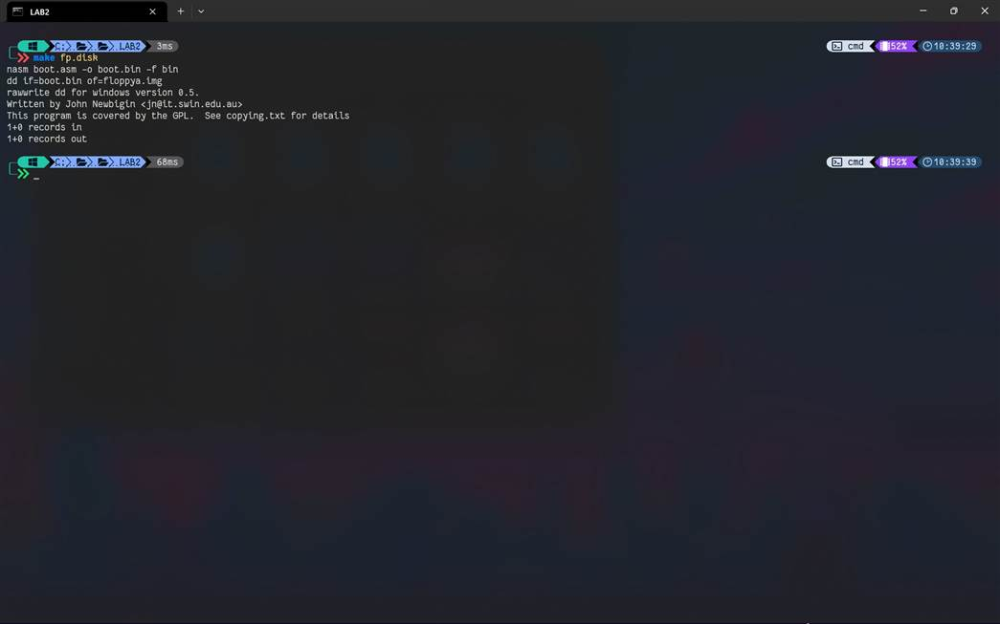 LAB2
C: LAB2 3ms cmd 52% 10:39:29
make fp.disk
nasm boot.asm -o boot.bin -f bin
dd if=boot.bin of=floppya.img
rawwrite dd for windows version 0.5.
Written by John Newbigin <jn@it.swin.edu.au>
This program is covered by the GPL.  See copying.txt for details
1+0 records in
1+0 records out
C: LAB2 68ms cmd 52% 10:39:39